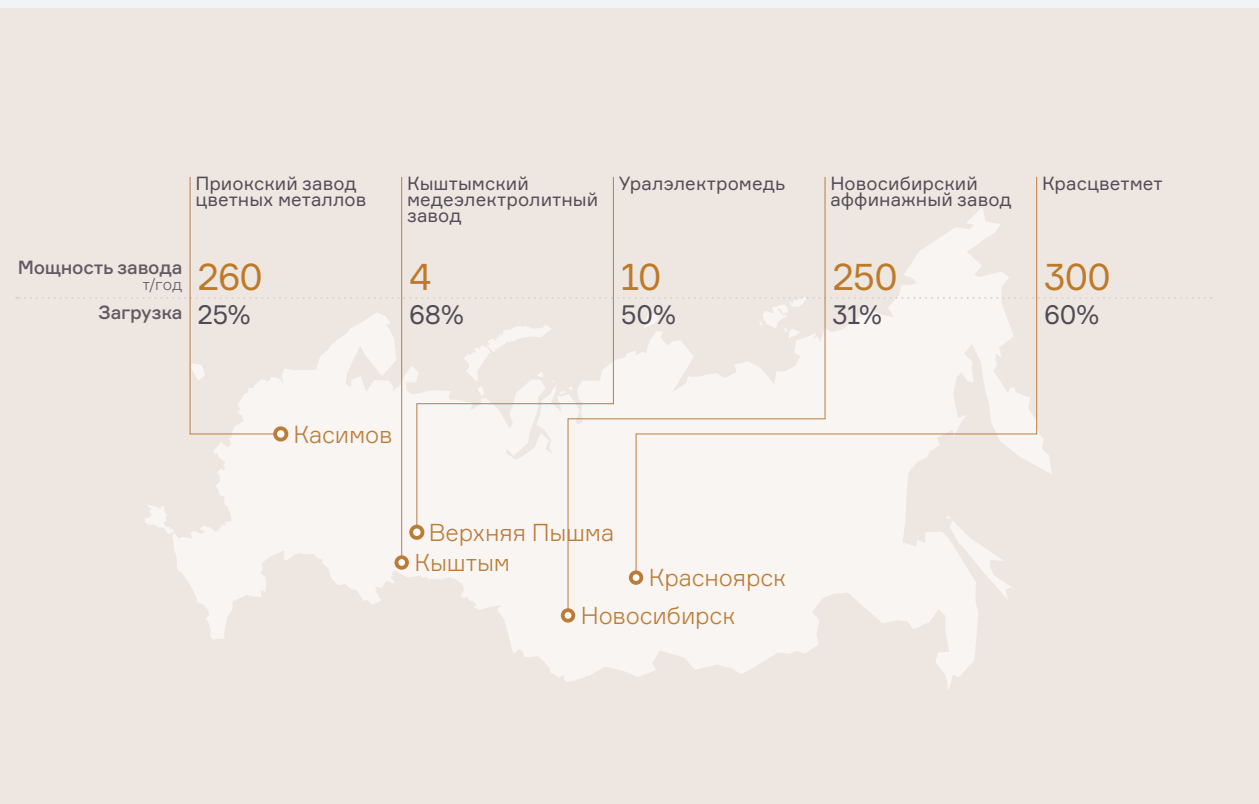 Приокский завод
цветных металлов
Кыштымский
медеэлектролитный
завод
Уралэлектромедь
Новосибирский
аффинажный завод
Красцветмет
Мощность завода
т/год
260
4
10
250
300
Загрузка
25%
68%
50%
31%
60%
Касимов
Верхняя Пышма
Кыштым
Красноярск
Новосибирск